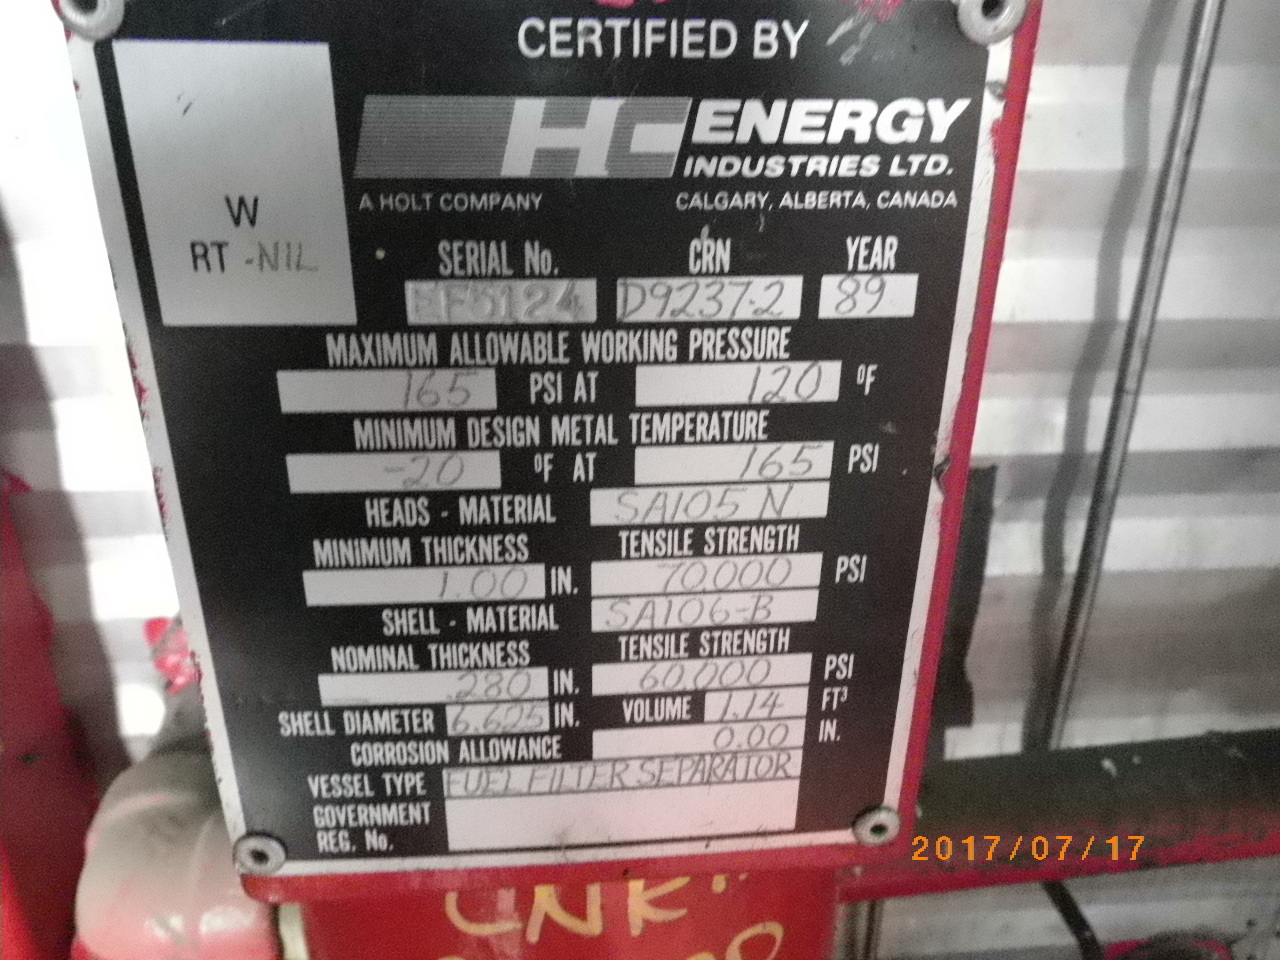 CERTIFIED BY
HC ENERGY
INDUSTRIES LTD.
A HOLT COMPANY CALGARY, ALBERTA, CANADA
W
RT -NIL
SERIAL No. CRN YEAR
EF5124 D9237.2 89
MAXIMUM ALLOWABLE WORKING PRESSURE
165 PSI AT 120 ºF
MINIMUM DESIGN METAL TEMPERATURE
-20 ºF AT 165 PSI
HEADS - MATERIAL SA105 N
MINIMUM THICKNESS TENSILE STRENGTH
1.00 IN. 70,000 PSI
SHELL - MATERIAL SA106-B
NOMINAL THICKNESS TENSILE STRENGTH
.280 IN. 60,000 PSI
SHELL DIAMETER 6.625 IN. VOLUME 1.14 FT³
CORROSION ALLOWANCE 0.00 IN.
VESSEL TYPE FUEL FILTER SEPARATOR
GOVERNMENT
REG. No.
2017/07/17